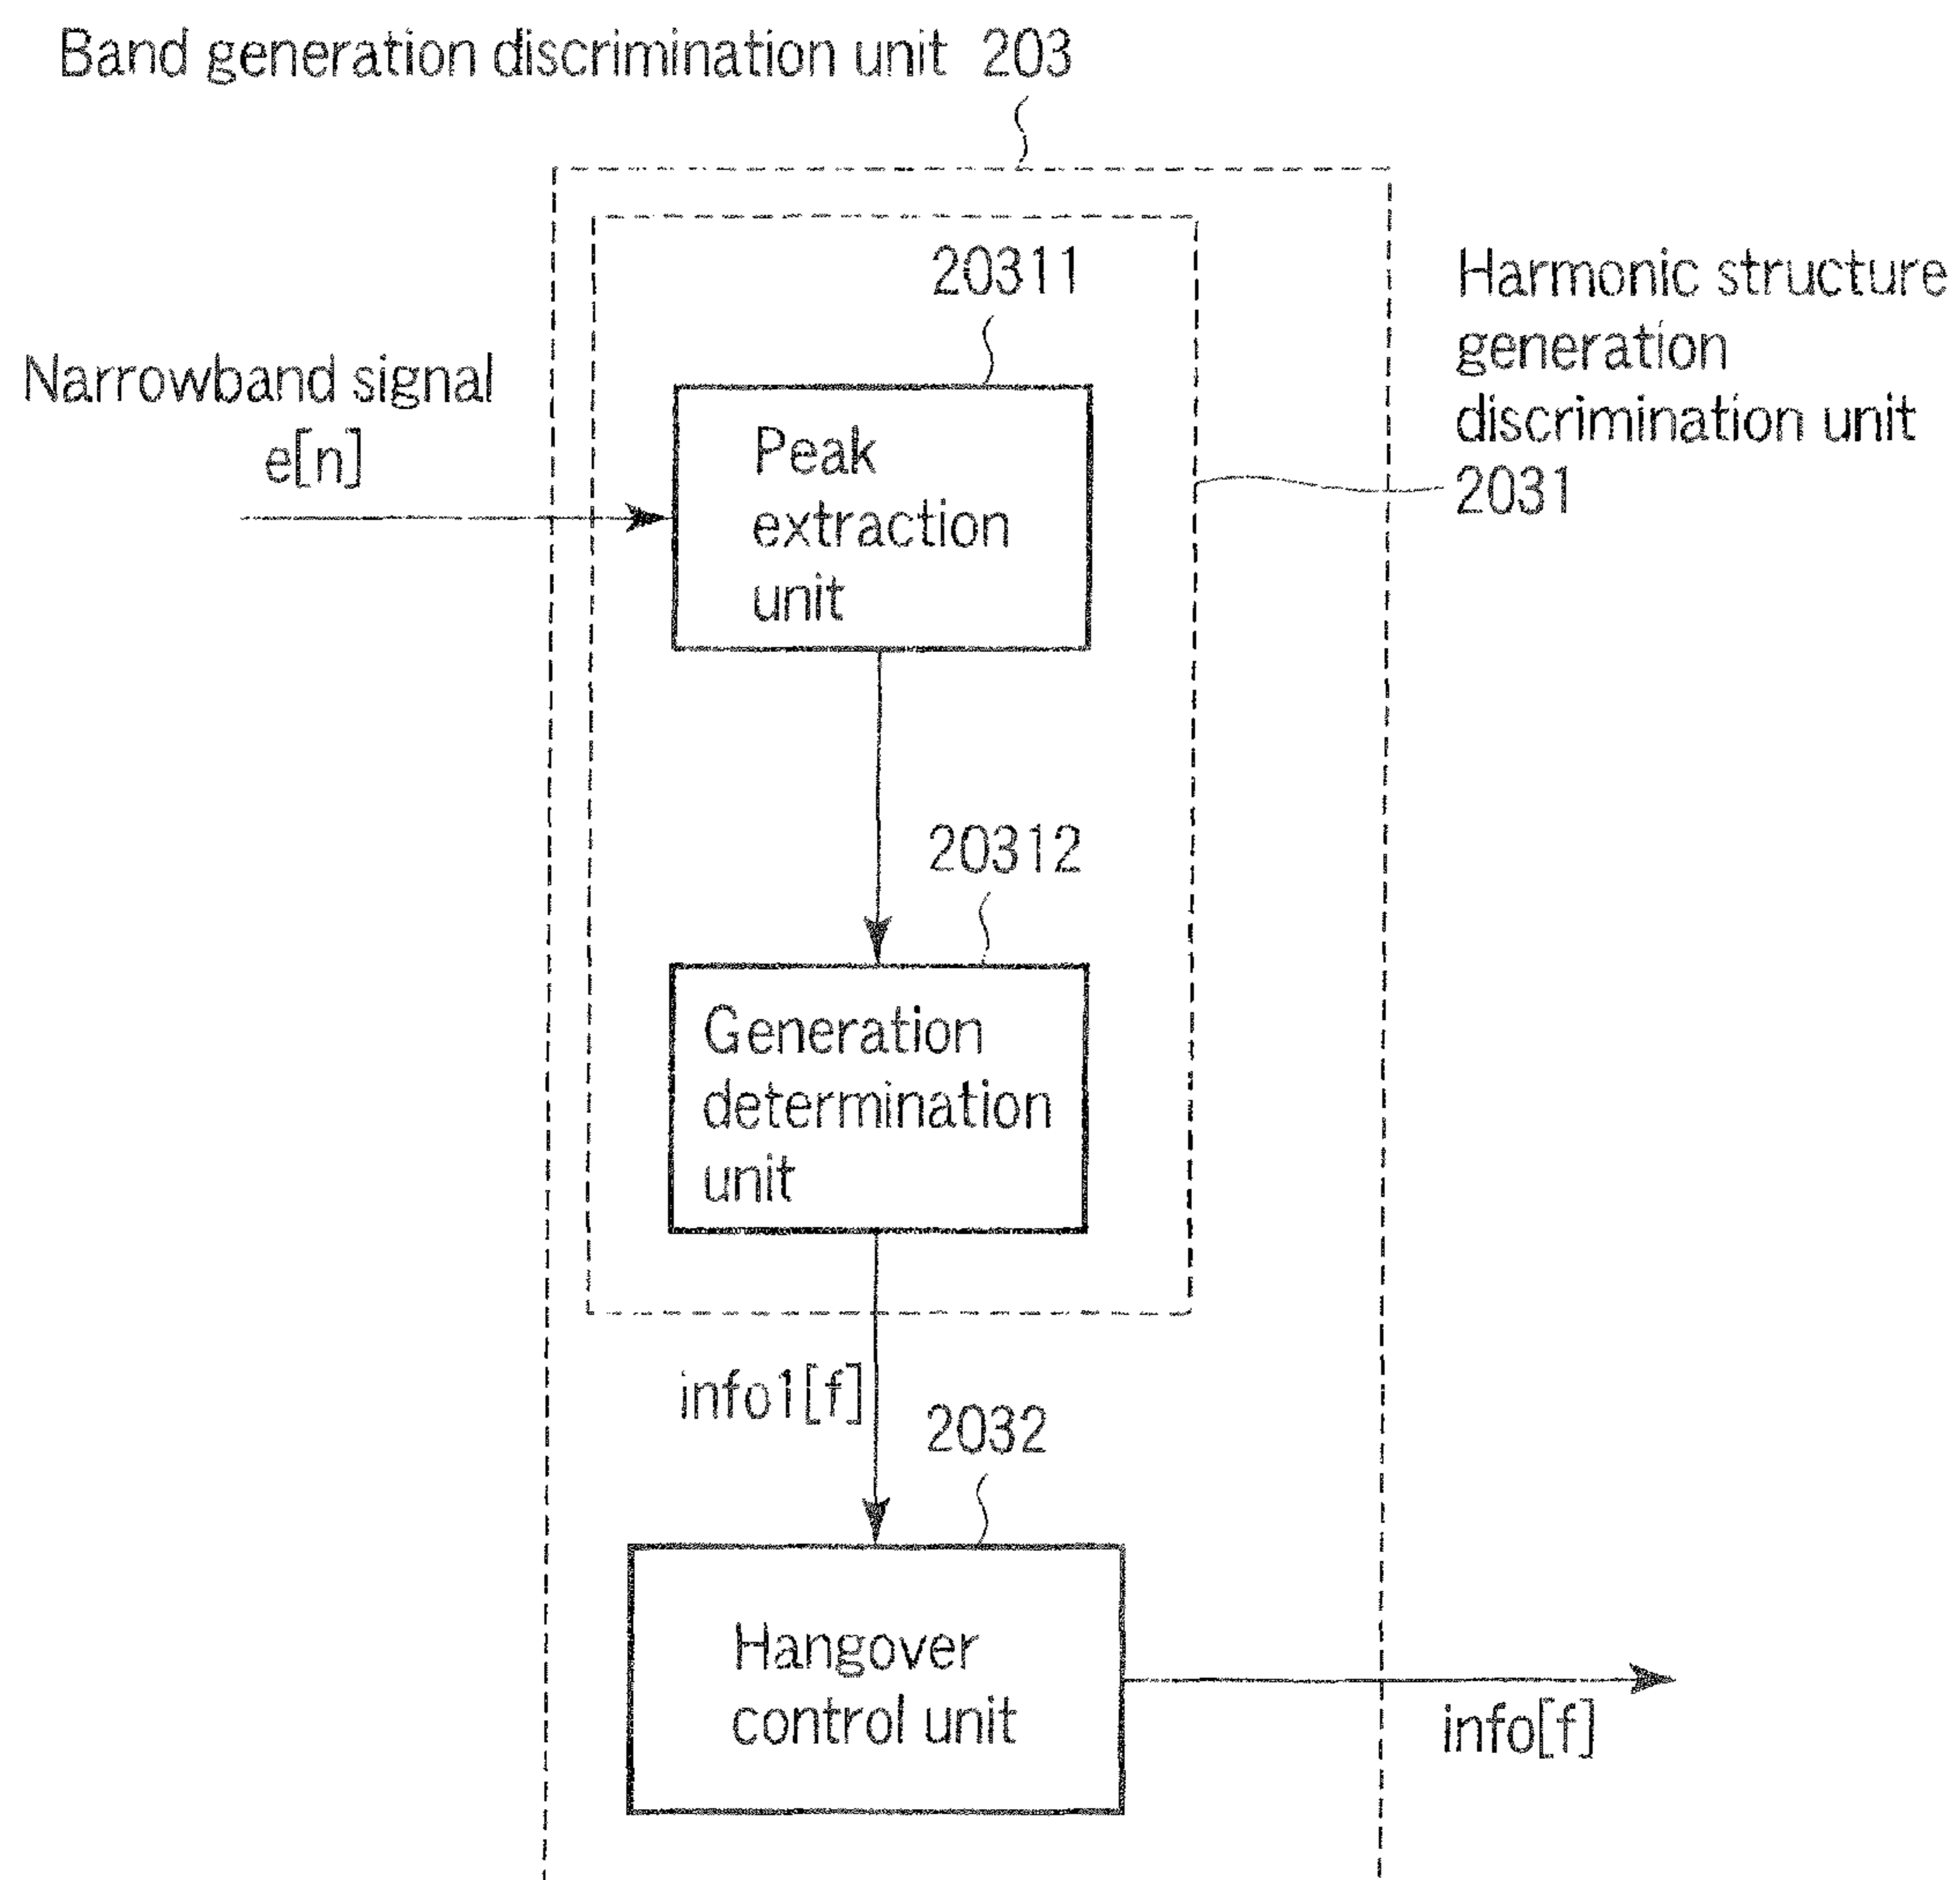 Band generation discrimination unit 203
20311
Harmonic structure
generation
discrimination unit
2031
Narrowband signal
e[n]
Peak
extraction
unit
20312
Generation
determination
unit
info1[f]
2032
Hangover
control unit
info[f]